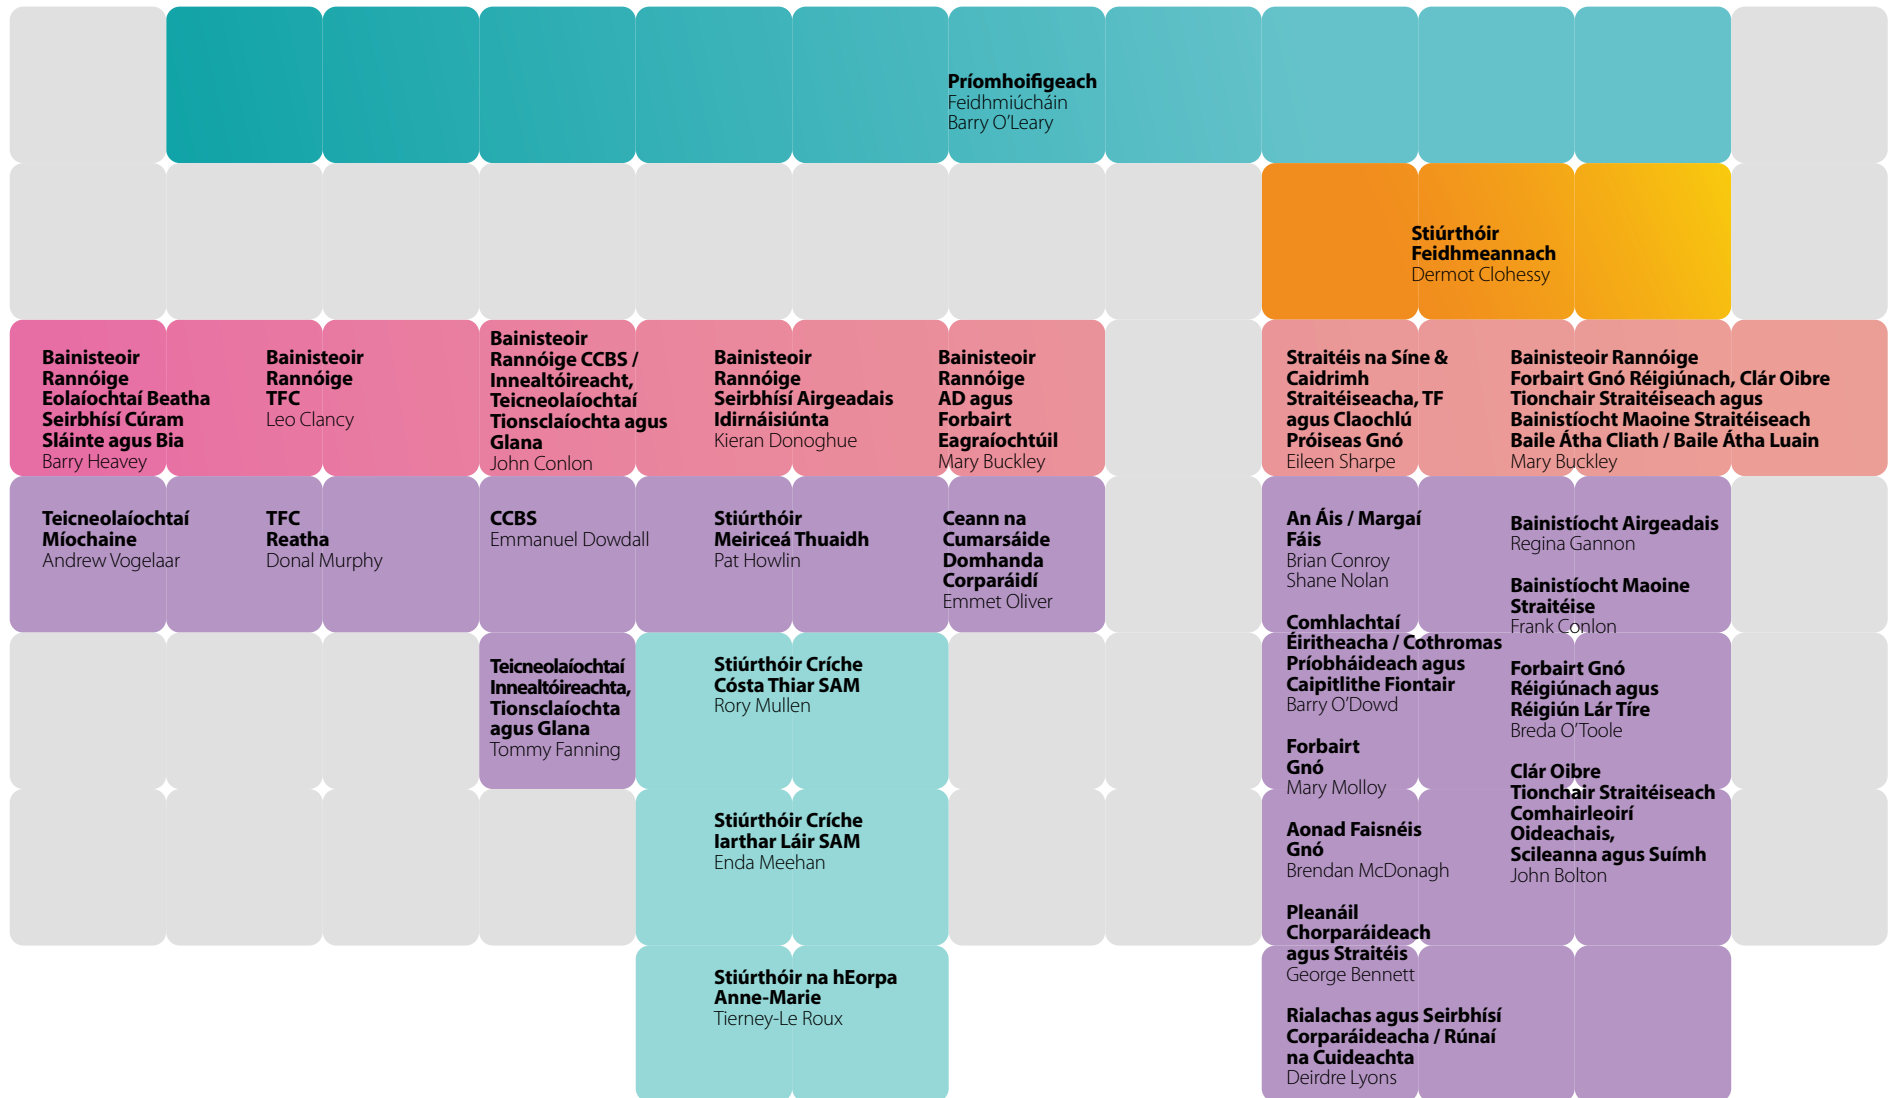 Príomhoifigeach
Feidhmiúcháin
Barry O'Leary
Stiúrthóir
Feidhmeannach
Dermot Clohessy
Bainisteoir
Rannóige
Eolaíochtaí Beatha
Seirbhísí Cúram
Sláinte agus Bia
Barry Heavey
Bainisteoir
Rannóige
TFC
Leo Clancy
Bainisteoir
Rannóige CCBS /
Innealtóireacht,
Teicneolaíochtaí
Tionsclaíochta agus
Glana
John Conlon
Bainisteoir
Rannóige
Seirbhísí Airgeadais
Idirnáisiúnta
Kieran Donoghue
Bainisteoir
Rannóige
AD agus
Forbairt
Eagraíochtúil
Mary Buckley
Straitéis na Síne &
Caidrimh
Straitéiseacha, TF
agus Claochlú
Próiseas Gnó
Eileen Sharpe
Bainisteoir Rannóige
Forbairt Gnó Réigiúnach, Clár Oibre
Tionchair Straitéiseach agus
Bainistíocht Maoine Straitéiseach
Baile Átha Cliath / Baile Átha Luain
Mary Buckley
Teicneolaíochtaí
Míochaine
Andrew Vogelaar
TFC
Reatha
Donal Murphy
CCBS
Emmanuel Dowdall
Stiúrthóir
Meiriceá Thuaidh
Pat Howlin
Ceann na
Cumarsáide
Domhanda
Corparáidí
Emmet Oliver
Teicneolaíochtaí
Innealtóireachta,
Tionsclaíochta
agus Glana
Tommy Fanning
Stiúrthóir Críche
Cósta Thiar SAM
Rory Mullen
Stiúrthóir Críche
Iarthar Láir SAM
Enda Meehan
Stiúrthóir na hEorpa
Anne-Marie
Tierney-Le Roux
An Áis / Margaí
Fáis
Brian Conroy
Shane Nolan
Comhlachtaí
Éiritheacha / Cothromas
Príobháideach agus
Caipitlithe Fiontair
Barry O'Dowd
Forbairt
Gnó
Mary Molloy
Aonad Faisnéis
Gnó
Brendan McDonagh
Pleanáil
Chorparáideach
agus Straitéis
George Bennett
Rialachas agus Seirbhísí
Corparáideacha / Rúnaí
na Cuideachta
Deirdre Lyons
Bainistíocht Airgeadais
Regina Gannon
Bainistíocht Maoine
Straitéise
Frank Conlon
Forbairt Gnó
Réigiúnach agus
Réigiún Lár Tíre
Breda O'Toole
Clár Oibre
Tionchair Straitéiseach
Comhairleoirí
Oideachais,
Scileanna agus Suímh
John Bolton